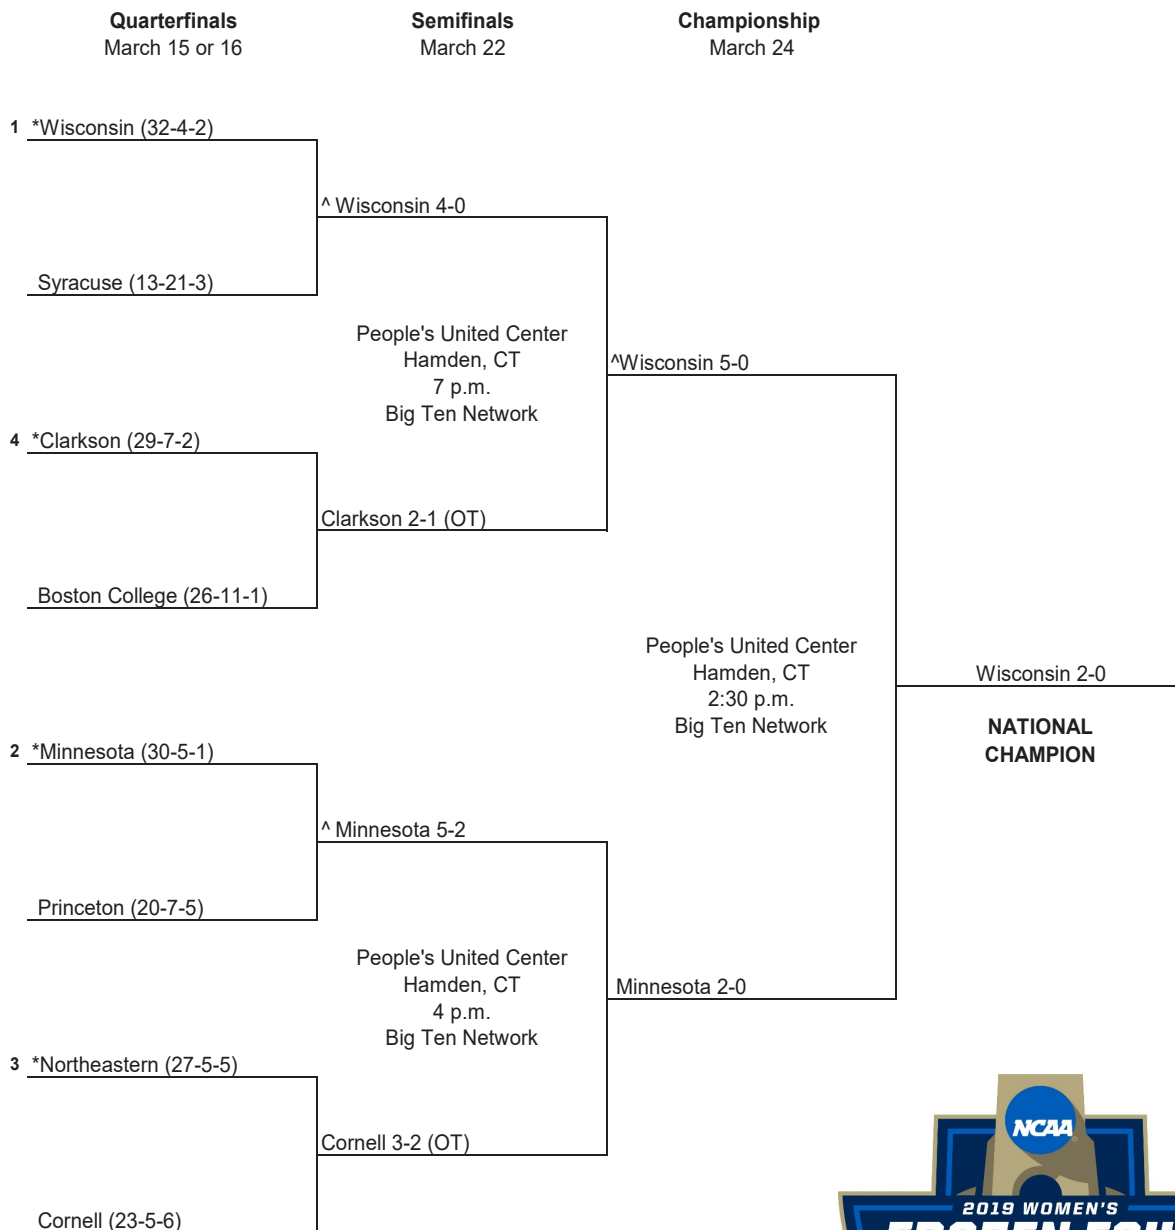 Quarterfinals
March 15 or 16
Semifinals
March 22
Championship
March 24
1 *Wisconsin (32-4-2)
^ Wisconsin 4-0
Syracuse (13-21-3)
People's United Center
Hamden, CT
7 p.m.
Big Ten Network
^Wisconsin 5-0
4 *Clarkson (29-7-2)
Clarkson 2-1 (OT)
Boston College (26-11-1)
People's United Center
Hamden, CT
2:30 p.m.
Big Ten Network
Wisconsin 2-0
NATIONAL
CHAMPION
2 *Minnesota (30-5-1)
^ Minnesota 5-2
Princeton (20-7-5)
People's United Center
Hamden, CT
4 p.m.
Big Ten Network
Minnesota 2-0
3 *Northeastern (27-5-5)
Cornell 3-2 (OT)
Cornell (23-5-6)
NCAA
2019 WOMEN'S